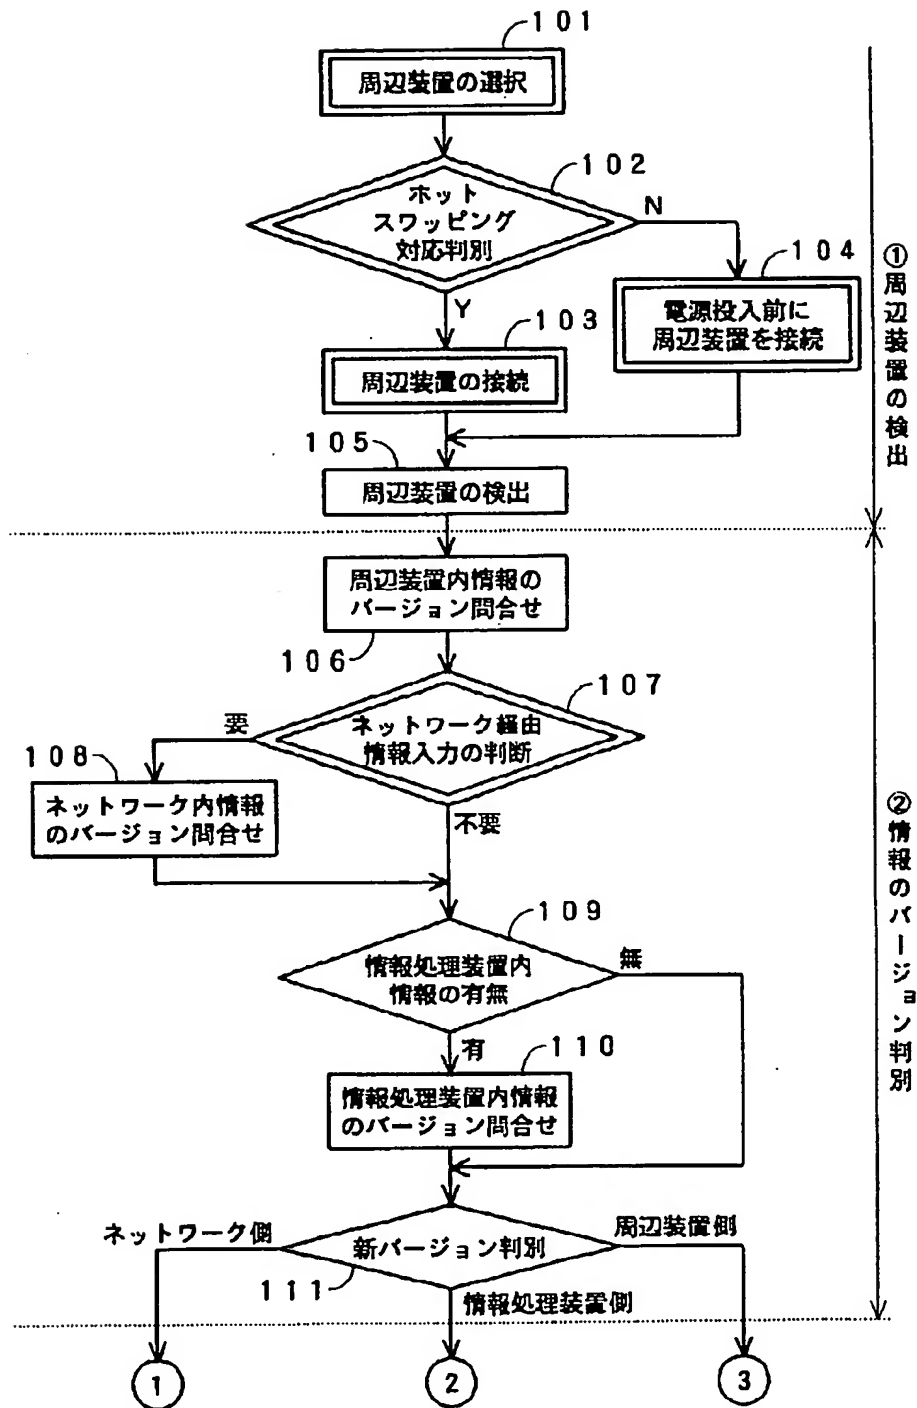 101
周辺装置の選択
102
ホット
スワッピング
対応判別
N
104
電源投入前に
周辺装置を接続
Y
103
周辺装置の接続
105
周辺装置の検出
①周辺装置の検出
周辺装置内情報の
バージョン問合せ
106
107
ネットワーク経由
情報入力の判断
要
108
ネットワーク内情報
のバージョン問合せ
不要
109
情報処理装置内
情報の有無
無
有
110
情報処理装置内情報
のバージョン問合せ
②情報のバージョン判別
ネットワーク側
新バージョン判別
周辺装置側
111
情報処理装置側
1
2
3